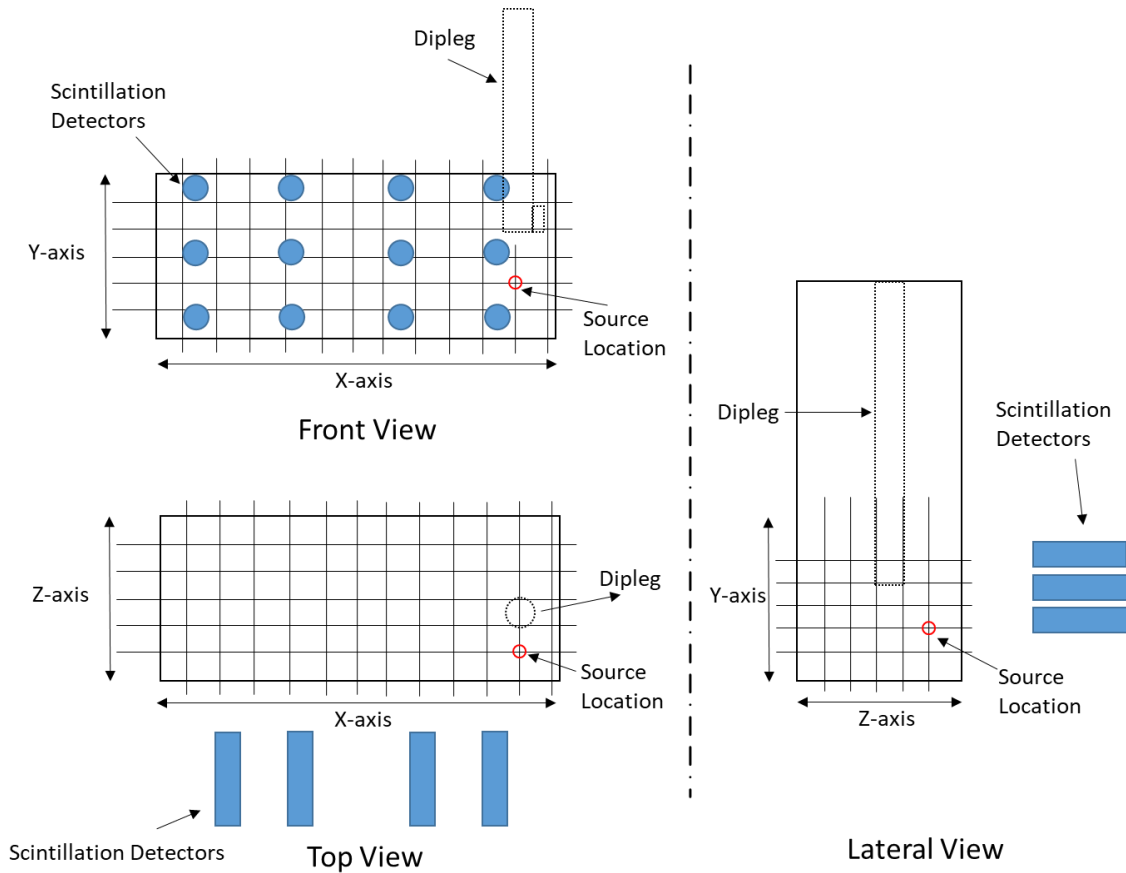 Dipleg
Scintillation
Detectors
Y-axis
Source
Location
X-axis
Front View
Z-axis
Dipleg
Source
Location
X-axis
Scintillation Detectors
Top View
Dipleg
Scintillation
Detectors
Y-axis
Source
Location
Z-axis
Lateral View